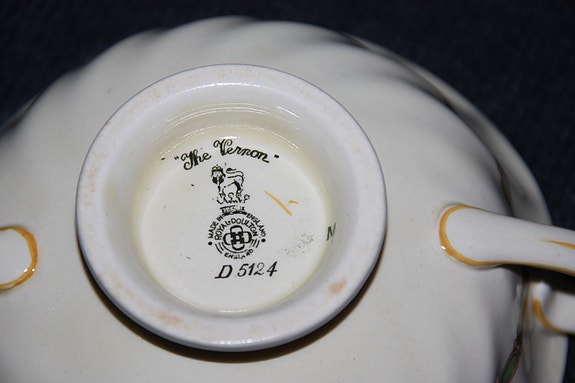 "The Vernon"
MADE IN ENGLAND
ROYAL DOULTON
ENGLAND
D 5124